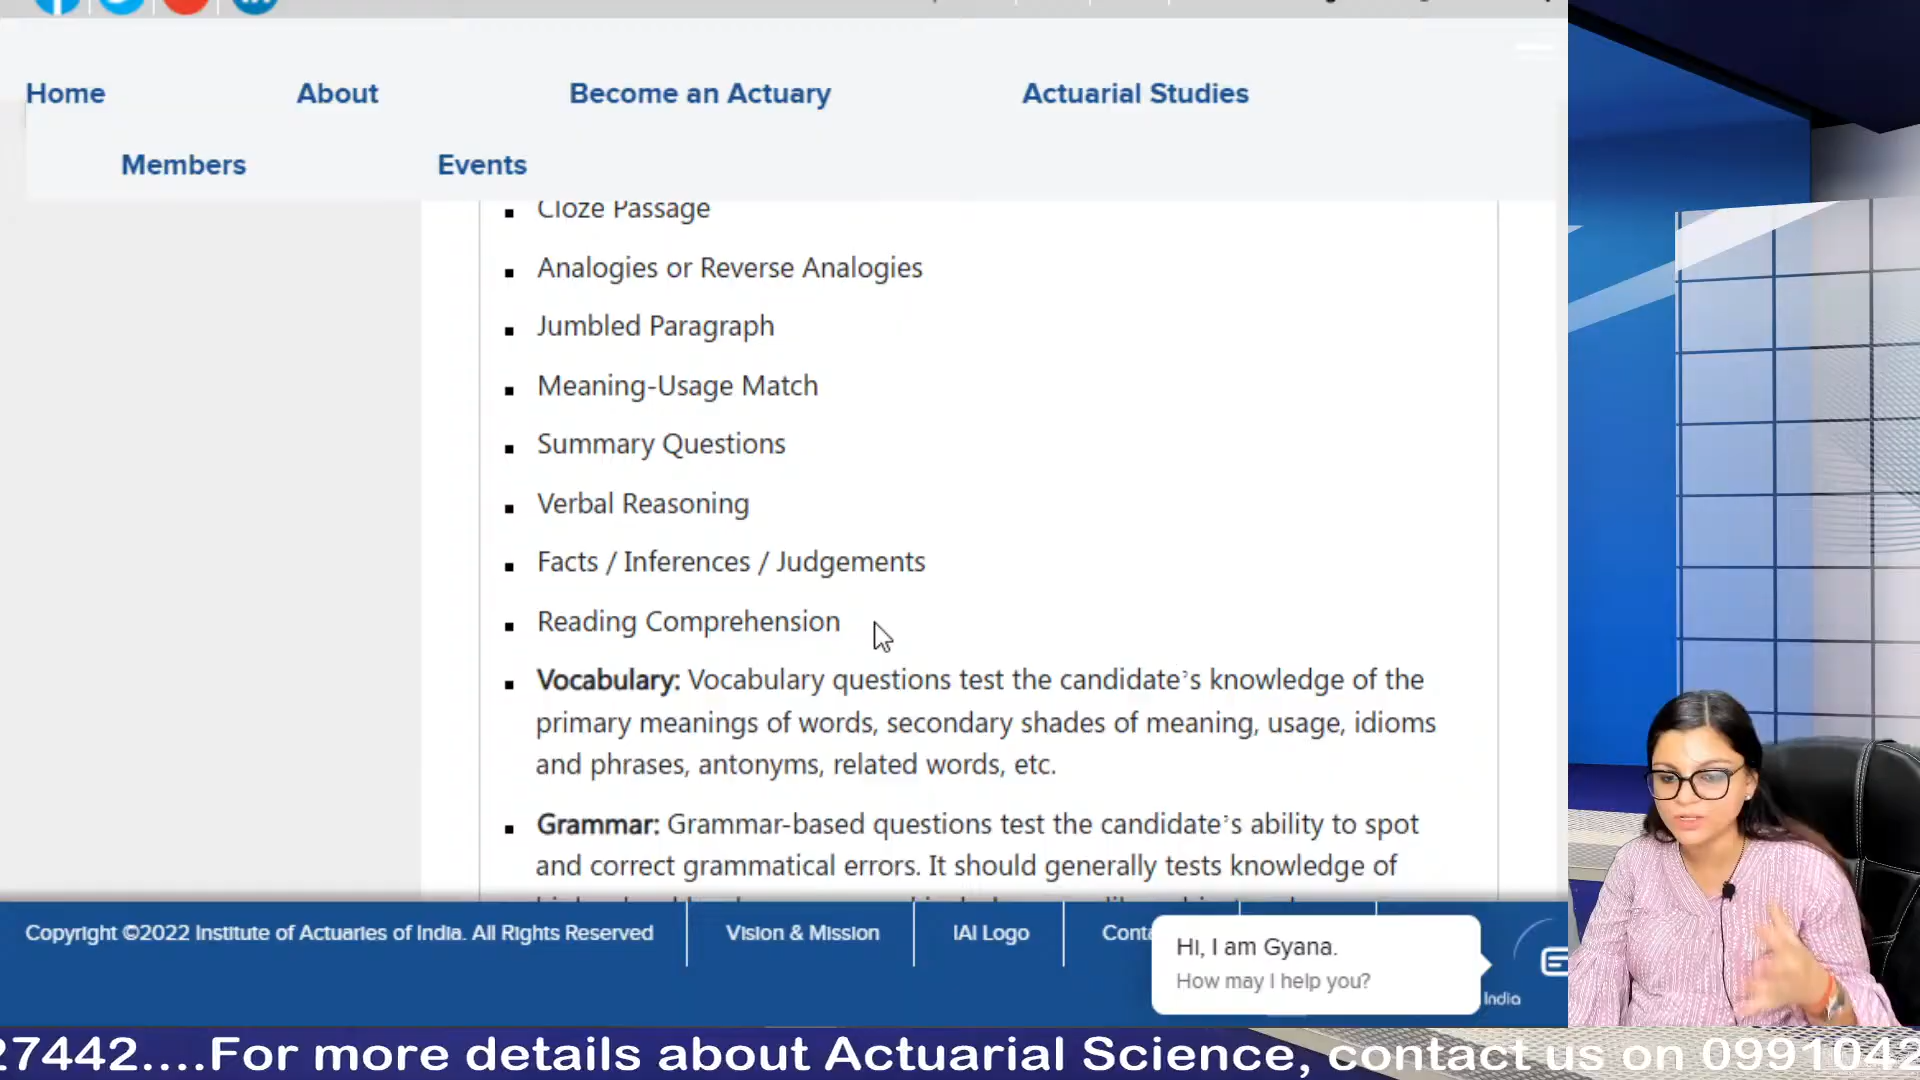 Home About Become an Actuary Actuarial Studies
Members Events
Cloze Passage
Analogies or Reverse Analogies
Jumbled Paragraph
Meaning-Usage Match
Summary Questions
Verbal Reasoning
Facts / Inferences / Judgements
Reading Comprehension
Vocabulary: Vocabulary questions test the candidate's knowledge of the
primary meanings of words, secondary shades of meaning, usage, idioms
and phrases, antonyms, related words, etc.
Grammar: Grammar-based questions test the candidate's ability to spot
and correct grammatical errors. It should generally tests knowledge of
Copyright ©2022 Institute of Actuaries of India. All Rights Reserved
Vision & Mission
IAI Logo
Conta
Hi, I am Gyana.
How may I help you?
India
27442....For more details about Actuarial Science, contact us on 0991042